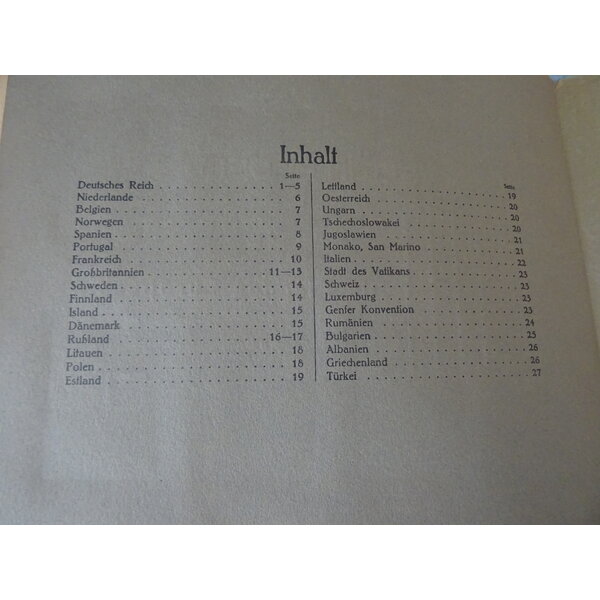 Inhalt
Seite
Deutsches Reich . . . . . . . . . . . . . 1—5
Niederlande . . . . . . . . . . . . . . . 6
Belgien . . . . . . . . . . . . . . . . . 7
Norwegen . . . . . . . . . . . . . . . . 7
Spanien . . . . . . . . . . . . . . . . . 8
Portugal . . . . . . . . . . . . . . . . . 9
Frankreich . . . . . . . . . . . . . . . . 10
Großbritannien . . . . . . . . . . . . . 11—13
Schweden . . . . . . . . . . . . . . . . 14
Finnland . . . . . . . . . . . . . . . . . 14
Island . . . . . . . . . . . . . . . . . . 15
Dänemark . . . . . . . . . . . . . . . . 15
Rußland . . . . . . . . . . . . . . . . . 16—17
Litauen . . . . . . . . . . . . . . . . . 18
Polen . . . . . . . . . . . . . . . . . . 18
Estland . . . . . . . . . . . . . . . . . 19
Seite
Lettland . . . . . . . . . . . . . . . . . 19
Oesterreich . . . . . . . . . . . . . . . 20
Ungarn . . . . . . . . . . . . . . . . . 20
Tschechoslowakei . . . . . . . . . . . . 20
Jugoslawien . . . . . . . . . . . . . . . 21
Monako, San Marino . . . . . . . . . . 21
Italien . . . . . . . . . . . . . . . . . . 22
Stadt des Vatikans . . . . . . . . . . . 23
Schweiz . . . . . . . . . . . . . . . . . 23
Luxemburg . . . . . . . . . . . . . . . 23
Genfer Konvention . . . . . . . . . . . 23
Rumänien . . . . . . . . . . . . . . . . 24
Bulgarien . . . . . . . . . . . . . . . . 25
Albanien . . . . . . . . . . . . . . . . 26
Griechenland . . . . . . . . . . . . . . 26
Türkei . . . . . . . . . . . . . . . . . . 27